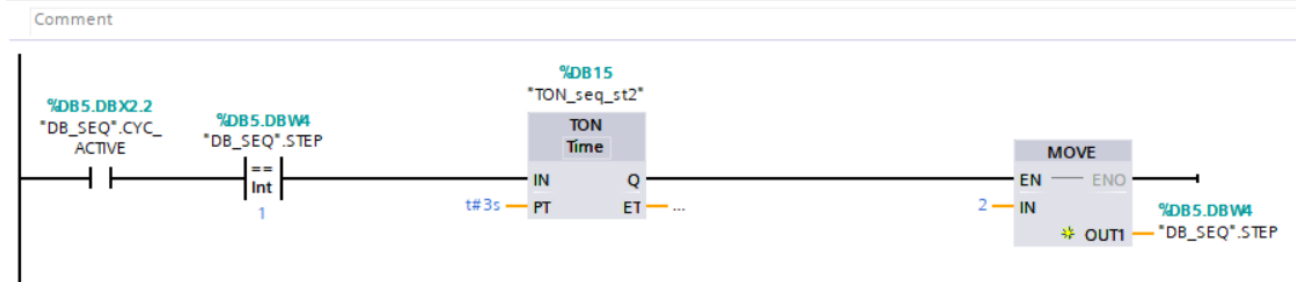 Comment
%DB5.DBX2.2
"DB_SEQ".CYC_
ACTIVE
%DB5.DBW4
"DB_SEQ".STEP
==
Int
1
%DB15
"TON_seq_st2"
TON
Time
IN Q
t#3s PT ET ...
MOVE
EN ENO
2 IN
%DB5.DBW4
OUT1 "DB_SEQ".STEP